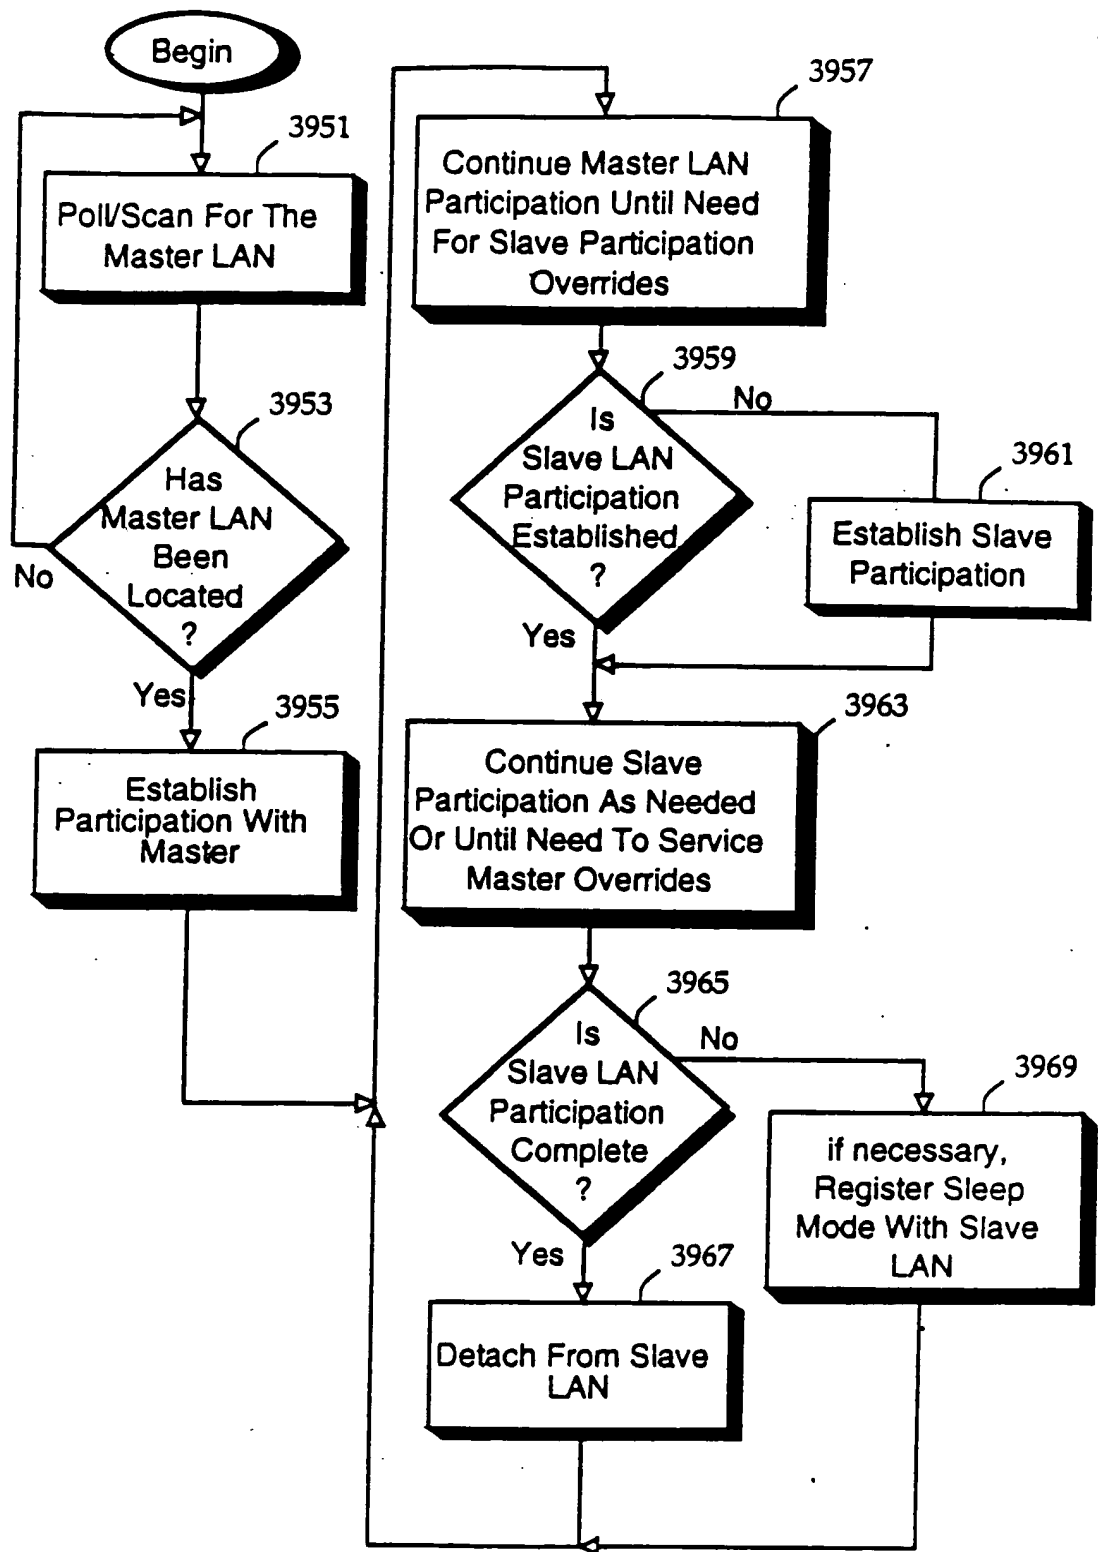 Begin
3951
Poll/Scan For The
Master LAN
3953
Has
Master LAN
Been
Located
?
No
Yes
3955
Establish
Participation With
Master
3957
Continue Master LAN
Participation Until Need
For Slave Participation
Overrides
3959
Is
Slave LAN
Participation
Established
?
No
Yes
3961
Establish Slave
Participation
3963
Continue Slave
Participation As Needed
Or Until Need To Service
Master Overrides
3965
Is
Slave LAN
Participation
Complete
?
No
Yes
3967
Detach From Slave
LAN
3969
if necessary,
Register Sleep
Mode With Slave
LAN